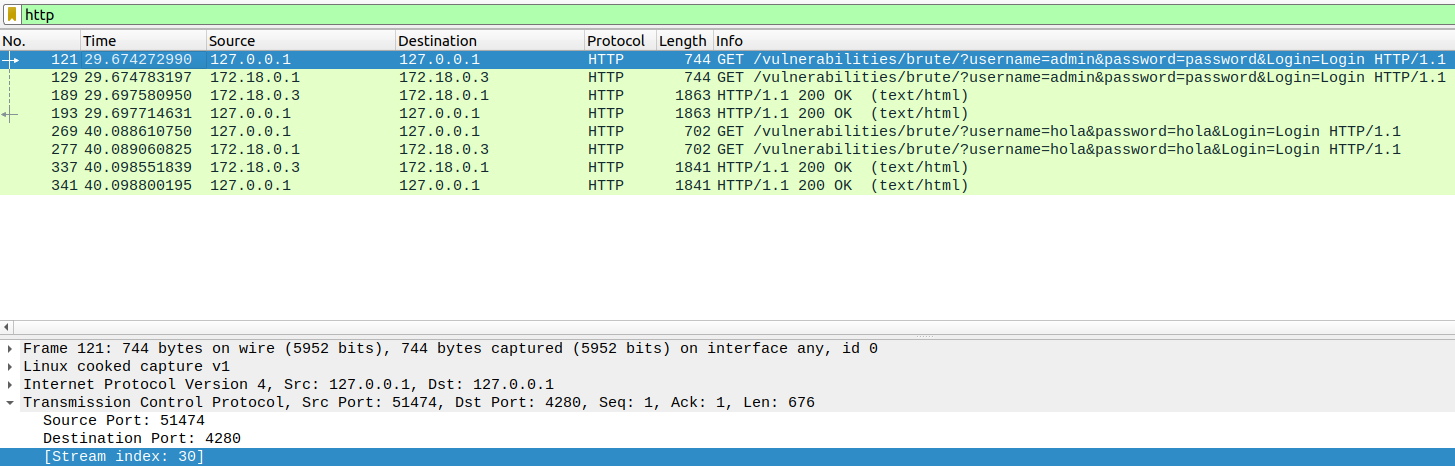 http
No. Time Source Destination Protocol Length Info
121 29.674272990 127.0.0.1 127.0.0.1 HTTP 744 GET /vulnerabilities/brute/?username=admin&password=password&Login=Login HTTP/1.1
129 29.674783197 172.18.0.1 172.18.0.3 HTTP 744 GET /vulnerabilities/brute/?username=admin&password=password&Login=Login HTTP/1.1
189 29.697580950 172.18.0.3 172.18.0.1 HTTP 1863 HTTP/1.1 200 OK (text/html)
193 29.697714631 127.0.0.1 127.0.0.1 HTTP 1863 HTTP/1.1 200 OK (text/html)
269 40.088610750 127.0.0.1 127.0.0.1 HTTP 702 GET /vulnerabilities/brute/?username=hola&password=hola&Login=Login HTTP/1.1
277 40.089060825 172.18.0.1 172.18.0.3 HTTP 702 GET /vulnerabilities/brute/?username=hola&password=hola&Login=Login HTTP/1.1
337 40.098551839 172.18.0.3 172.18.0.1 HTTP 1841 HTTP/1.1 200 OK (text/html)
341 40.098800195 127.0.0.1 127.0.0.1 HTTP 1841 HTTP/1.1 200 OK (text/html)
Frame 121: 744 bytes on wire (5952 bits), 744 bytes captured (5952 bits) on interface any, id 0
Linux cooked capture v1
Internet Protocol Version 4, Src: 127.0.0.1, Dst: 127.0.0.1
Transmission Control Protocol, Src Port: 51474, Dst Port: 4280, Seq: 1, Ack: 1, Len: 676
Source Port: 51474
Destination Port: 4280
[Stream index: 30]